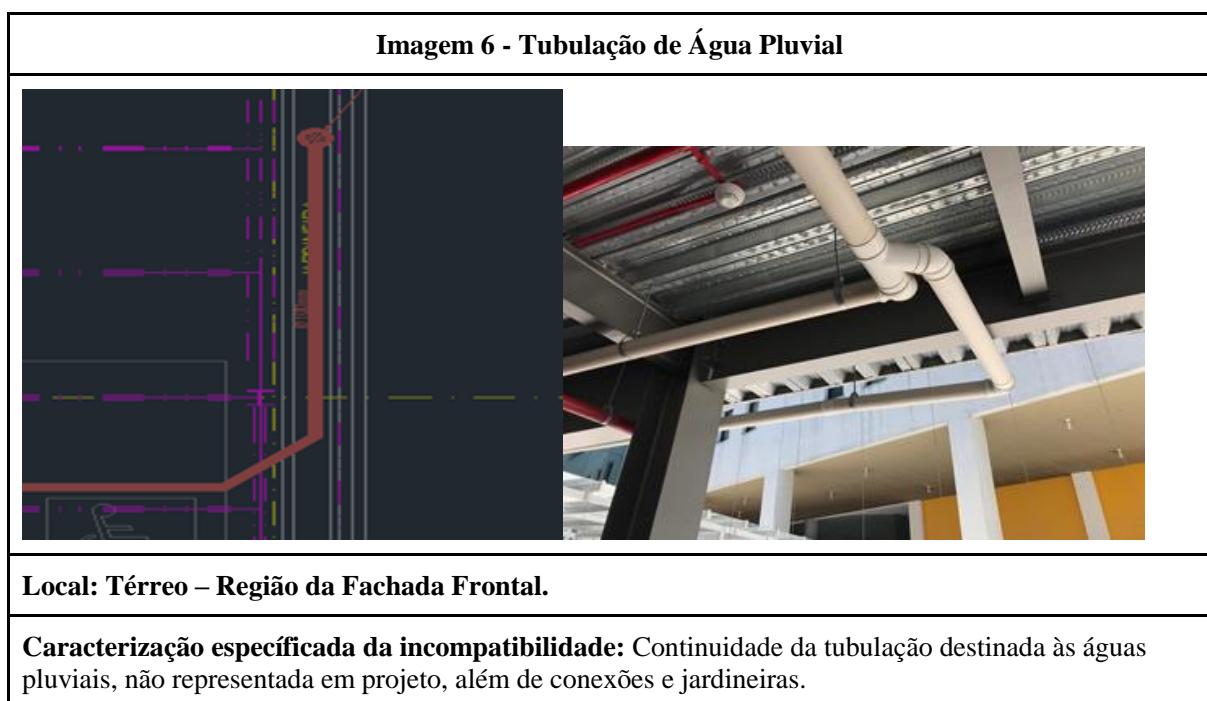 Imagem 6 - Tubulação de Água Pluvial
JARDINEIRA
Local: Térreo – Região da Fachada Frontal.
Caracterização específicada da incompatibilidade: Continuidade da tubulação destinada às águas
pluviais, não representada em projeto, além de conexões e jardineiras.